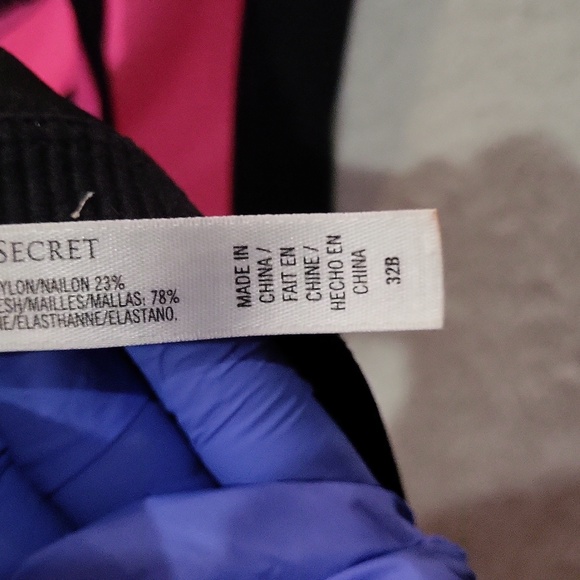 SECRET
YLON/NAILON 23%
ESH/MAILLES/MALLAS: 78%
NE/ELASTHANNE/ELASTANO.
MADE IN
CHINA /
FAIT EN
CHINE /
HECHO EN
CHINA
32B